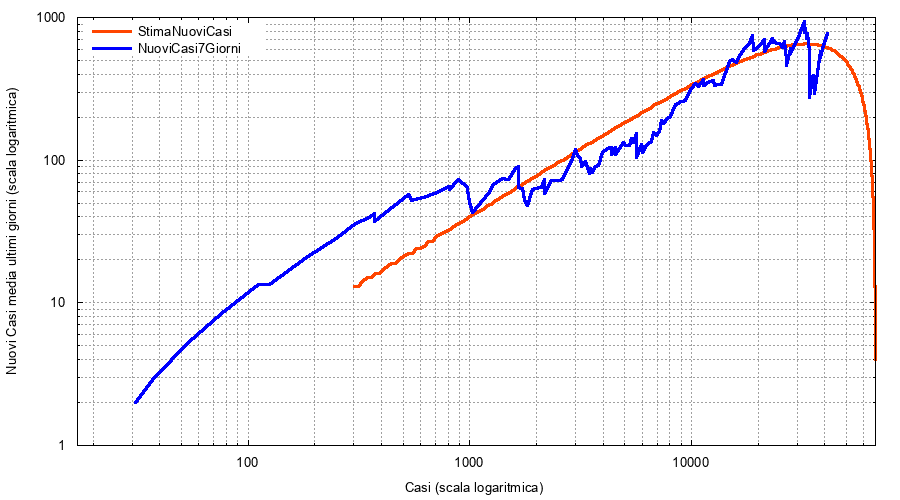 1000
StimaNuoviCasi
NuoviCasi7Giorni
100
10
1
Nuovi Casi media ultimi giorni (scala logaritmica)
100
1000
10000
Casi (scala logaritmica)